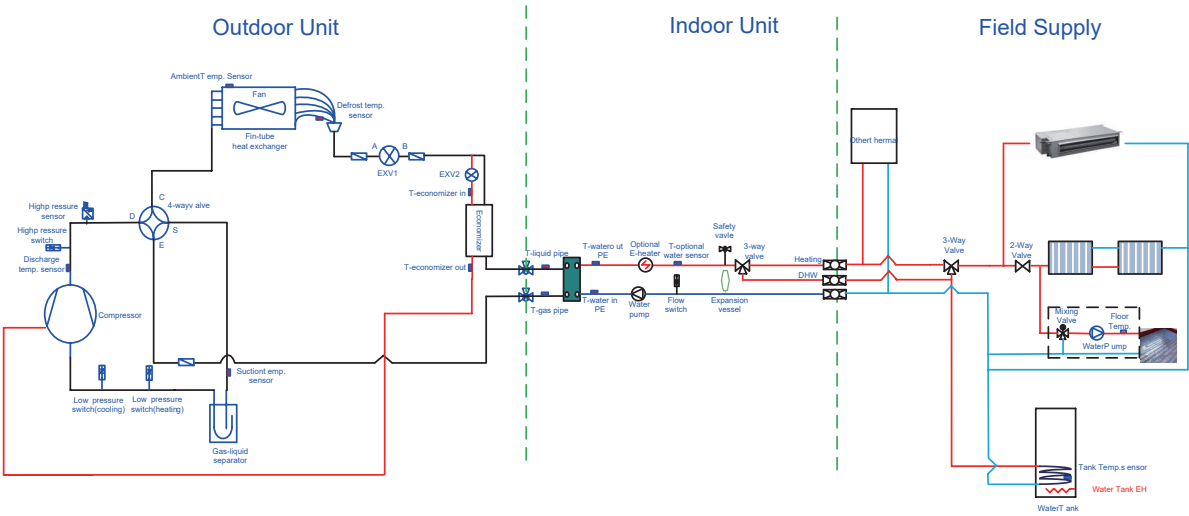 Outdoor Unit
Indoor Unit
Field Supply
AmbientT emp. Sensor
Fan
Defrost temp.
sensor
Fin-tube
heat exchanger
A
B
EXV1
EXV2
T-economizer in
Economizer
T-economizer out
Othert hermal
C
4-wayv alve
D
S
E
Highp ressure
sensor
Highp ressure
switch
Discharge
temp. sensor
Compressor
Low pressure
switch(cooling)
Low pressure
switch(heating)
Suctiont emp.
sensor
Gas-liquid
separator
T-liquid pipe
T-gas pipe
T-watero ut
PE
Optional
E-heater
T-optional
water sensor
Safety
vavle
3-way
valve
Heating
DHW
T-water in
PE
Water
pump
Flow
switch
Expansion
vessel
3-Way
Valve
2-Way
Valve
Mixing
Valve
Floor
Temp.
WaterP ump
Tank Temp.s ensor
Water Tank EH
WaterT ank